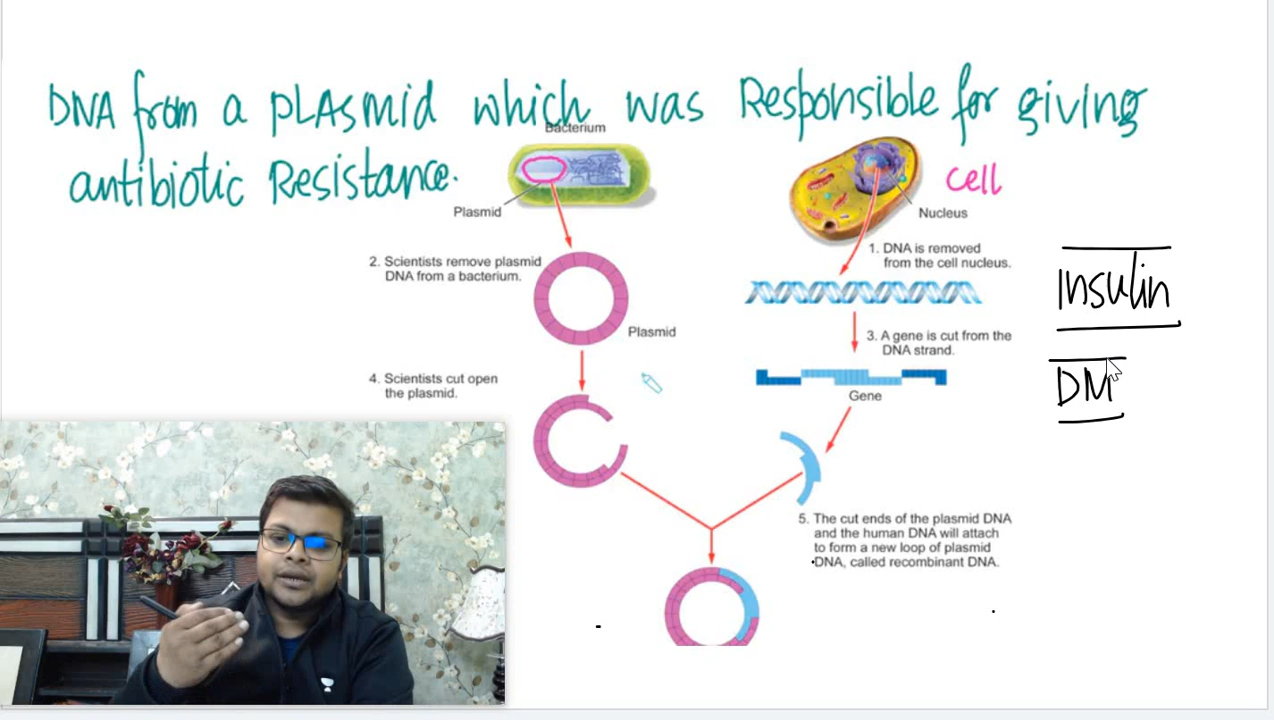 DNA from a PLAsmid which was Responsible for giving
antibiotic Resistance.
Bacterium
Plasmid
cell
Nucleus
1. DNA is removed
from the cell nucleus.
2. Scientists remove plasmid
DNA from a bacterium.
Plasmid
3. A gene is cut from the
DNA strand.
Gene
4. Scientists cut open
the plasmid.
5. The cut ends of the plasmid DNA
and the human DNA will attach
to form a new loop of plasmid
DNA, called recombinant DNA.
Insulin
DM